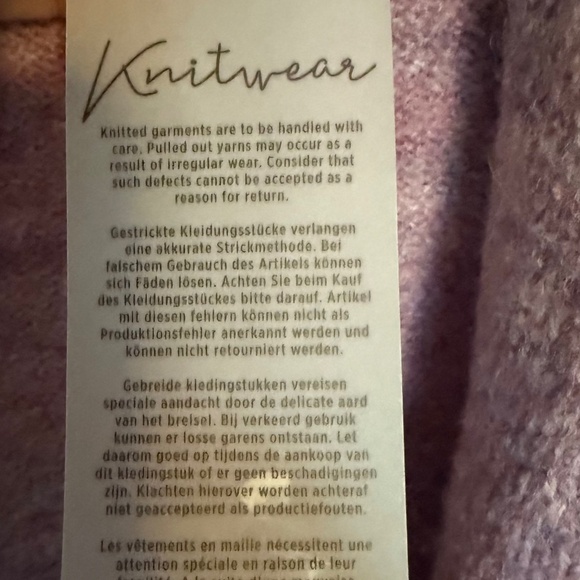 Knitwear
Knitted garments are to be handled with
care. Pulled out yarns may occur as a
result of irregular wear. Consider that
such defects cannot be accepted as a
reason for return.
Gestrickte Kleidungsstücke verlangen
eine akkurate Strickmethode. Bei
falschem Gebrauch des Artikels können
sich Fäden lösen. Achten Sie beim Kauf
des Kleidungsstückes bitte darauf. Artikel
mit diesen fehlern können nicht als
Produktionsfehler anerkannt werden und
können nicht retourniert werden.
Gebreide kledingstukken vereisen
speciale aandacht door de delicate aard
van het breisel. Bij verkeerd gebruik
kunnen er losse garens ontstaan. Let
daarom goed op tijdens de aankoop van
dit kledingstuk of er geen beschadigingen
zijn. Klachten hierover worden achteraf
niet geaccepteerd als productiefouten.
Les vêtements en maille nécessitent une
attention spéciale en raison de leur